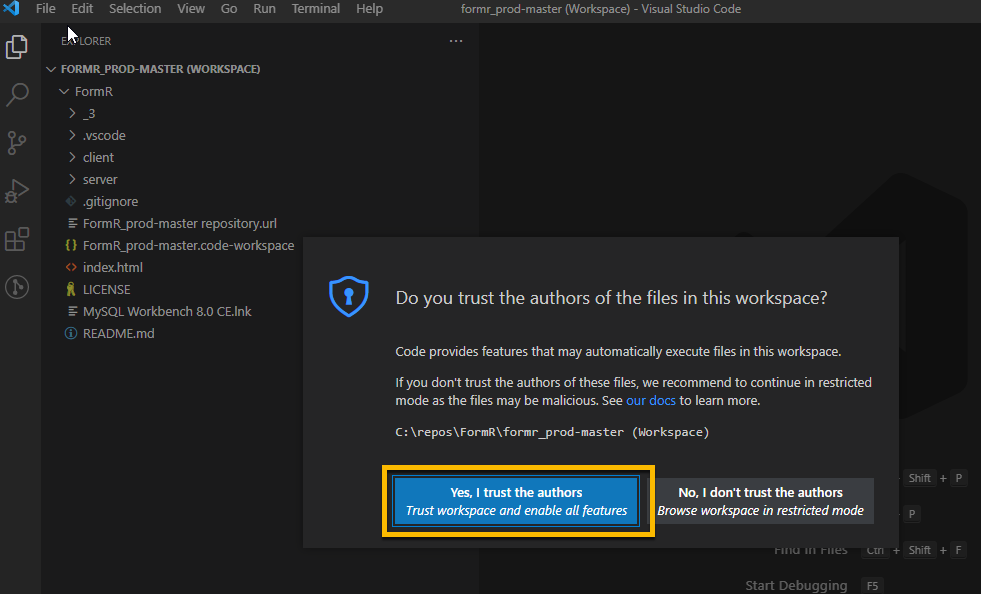 File Edit Selection View Go Run Terminal Help formr_prod-master (Workspace) - Visual Studio Code
EXPLORER ...
FORMR_PROD-MASTER (WORKSPACE)
FormR
_3
.vscode
client
server
.gitignore
FormR_prod-master repository.url
FormR_prod-master.code-workspace
index.html
LICENSE
MySQL Workbench 8.0 CE.lnk
README.md
Do you trust the authors of the files in this workspace?
Code provides features that may automatically execute files in this workspace.
If you don't trust the authors of these files, we recommend to continue in restricted
mode as the files may be malicious. See our docs to learn more.
C:\repos\FormR\formr_prod-master (Workspace)
Yes, I trust the authors
Trust workspace and enable all features
No, I don't trust the authors
Browse workspace in restricted mode
Shift + P
P
Find in Files Ctrl + Shift + F
Start Debugging F5